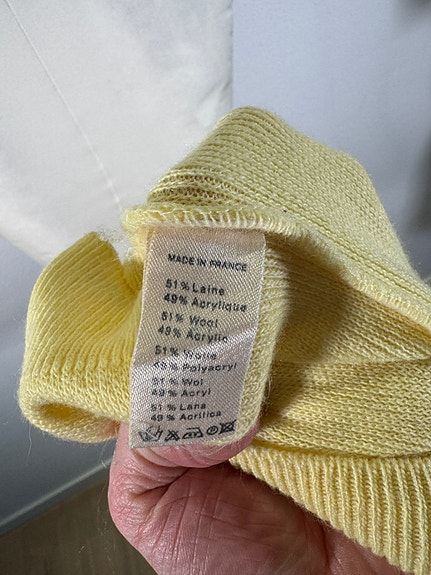 MADE IN FRANCE
51% Laine
49% Acrylique
51% Wool
49% Acrylic
51% Wolle
49% Polyacryl
51% Wol
49% Acryl
51% Lana
49% Acrilica